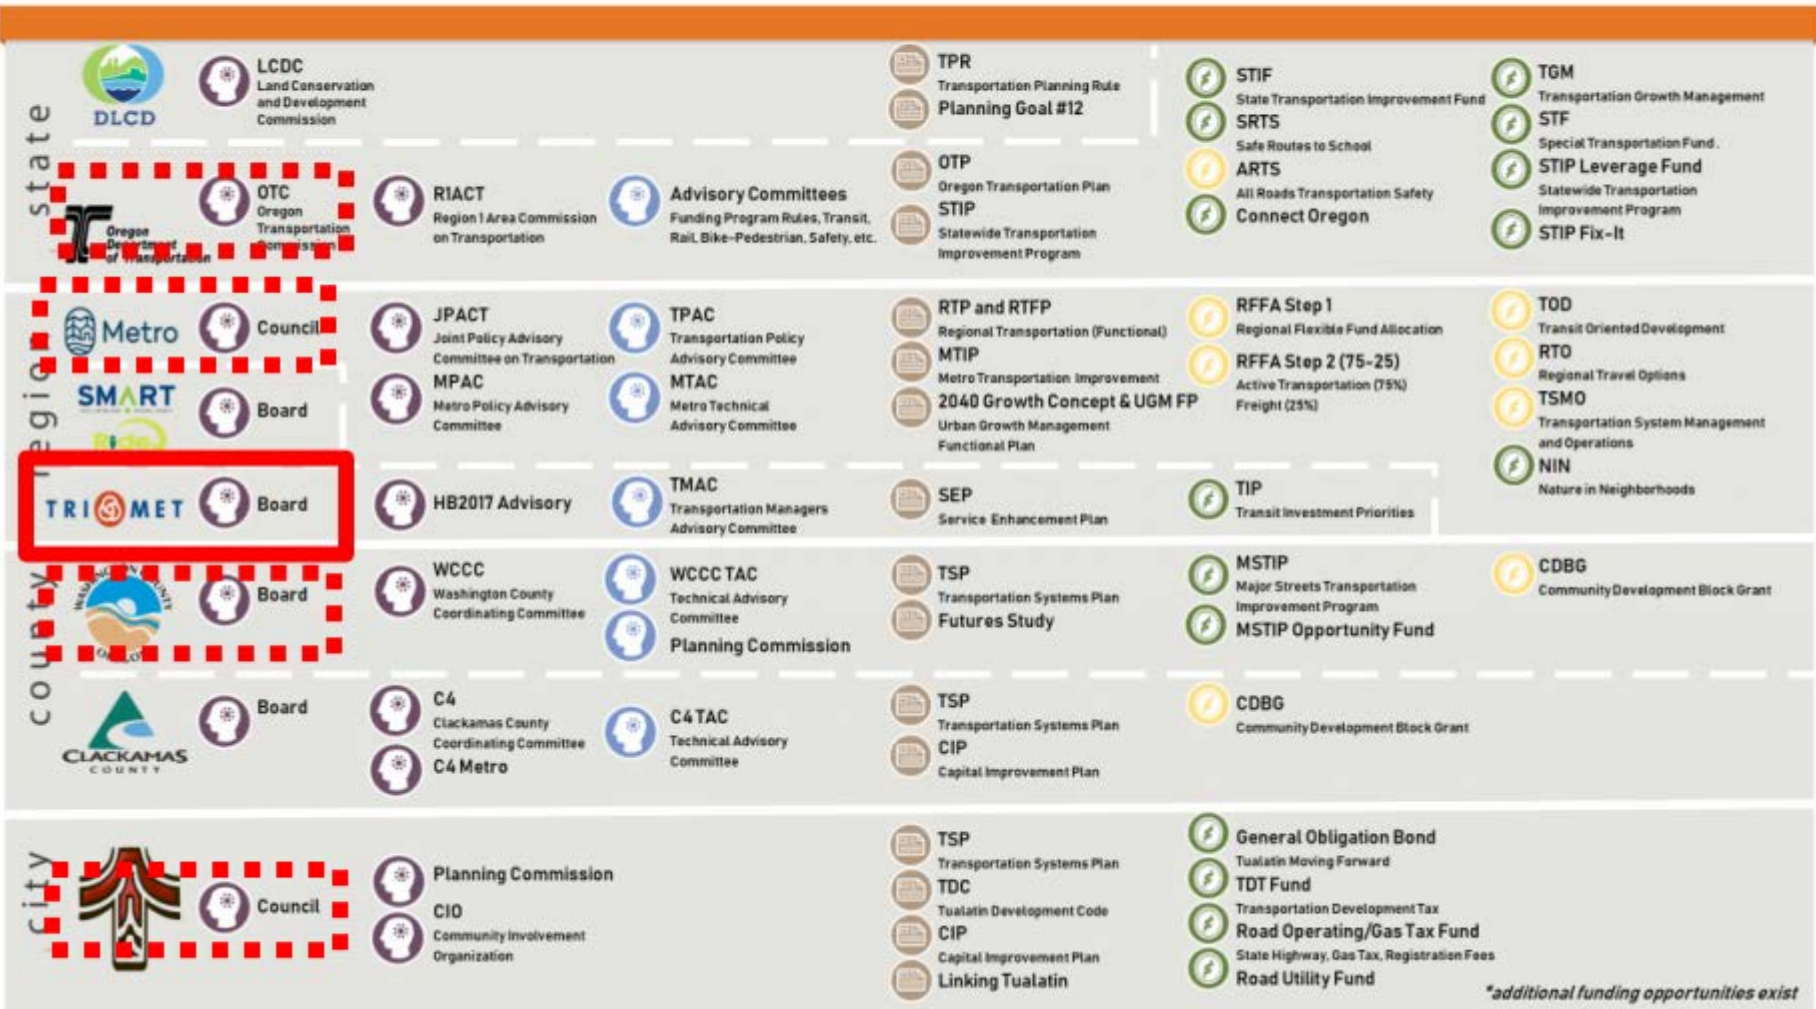 state
DLCD
LCDC
Land Conservation
and Development
Commission
TPR
Transportation Planning Rule
Planning Goal #12
STIF
State Transportation Improvement Fund
SRTS
Safe Routes to School
ARTS
All Roads Transportation Safety
Connect Oregon
TGM
Transportation Growth Management
STF
Special Transportation Fund.
STIP Leverage Fund
Statewide Transportation
Improvement Program
STIP Fix-It
Oregon
Department
of Transportation
OTC
Oregon
Transportation
Commission
R1ACT
Region 1 Area Commission
on Transportation
Advisory Committees
Funding Program Rules, Transit,
Rail, Bike-Pedestrian, Safety, etc.
OTP
Oregon Transportation Plan
STIP
Statewide Transportation
Improvement Program
region
Metro
Council
JPACT
Joint Policy Advisory
Committee on Transportation
MPAC
Metro Policy Advisory
Committee
TPAC
Transportation Policy
Advisory Committee
MTAC
Metro Technical
Advisory Committee
RTP and RTFP
Regional Transportation (Functional)
MTIP
Metro Transportation Improvement
2040 Growth Concept & UGM FP
Urban Growth Management
Functional Plan
RFFA Step 1
Regional Flexible Fund Allocation
RFFA Step 2 (75-25)
Active Transportation (75%)
Freight (25%)
TOD
Transit Oriented Development
RTO
Regional Travel Options
TSMO
Transportation System Management
and Operations
NIN
Nature in Neighborhoods
SMART
Ride
Board
TRIMET
Board
HB2017 Advisory
TMAC
Transportation Managers
Advisory Committee
SEP
Service Enhancement Plan
TIP
Transit Investment Priorities
county
WASHINGTON COUNTY
Board
WCCC
Washington County
Coordinating Committee
WCCC TAC
Technical Advisory
Committee
Planning Commission
TSP
Transportation Systems Plan
Futures Study
MSTIP
Major Streets Transportation
Improvement Program
MSTIP Opportunity Fund
CDBG
Community Development Block Grant
CLACKAMAS
COUNTY
Board
C4
Clackamas County
Coordinating Committee
C4 Metro
C4 TAC
Technical Advisory
Committee
TSP
Transportation Systems Plan
CIP
Capital Improvement Plan
CDBG
Community Development Block Grant
city
Council
Planning Commission
CIO
Community Involvement
Organization
TSP
Transportation Systems Plan
TDC
Tualatin Development Code
CIP
Capital Improvement Plan
Linking Tualatin
General Obligation Bond
Tualatin Moving Forward
TDT Fund
Transportation Development Tax
Road Operating/Gas Tax Fund
State Highway, Gas Tax, Registration Fees
Road Utility Fund
*additional funding opportunities exist